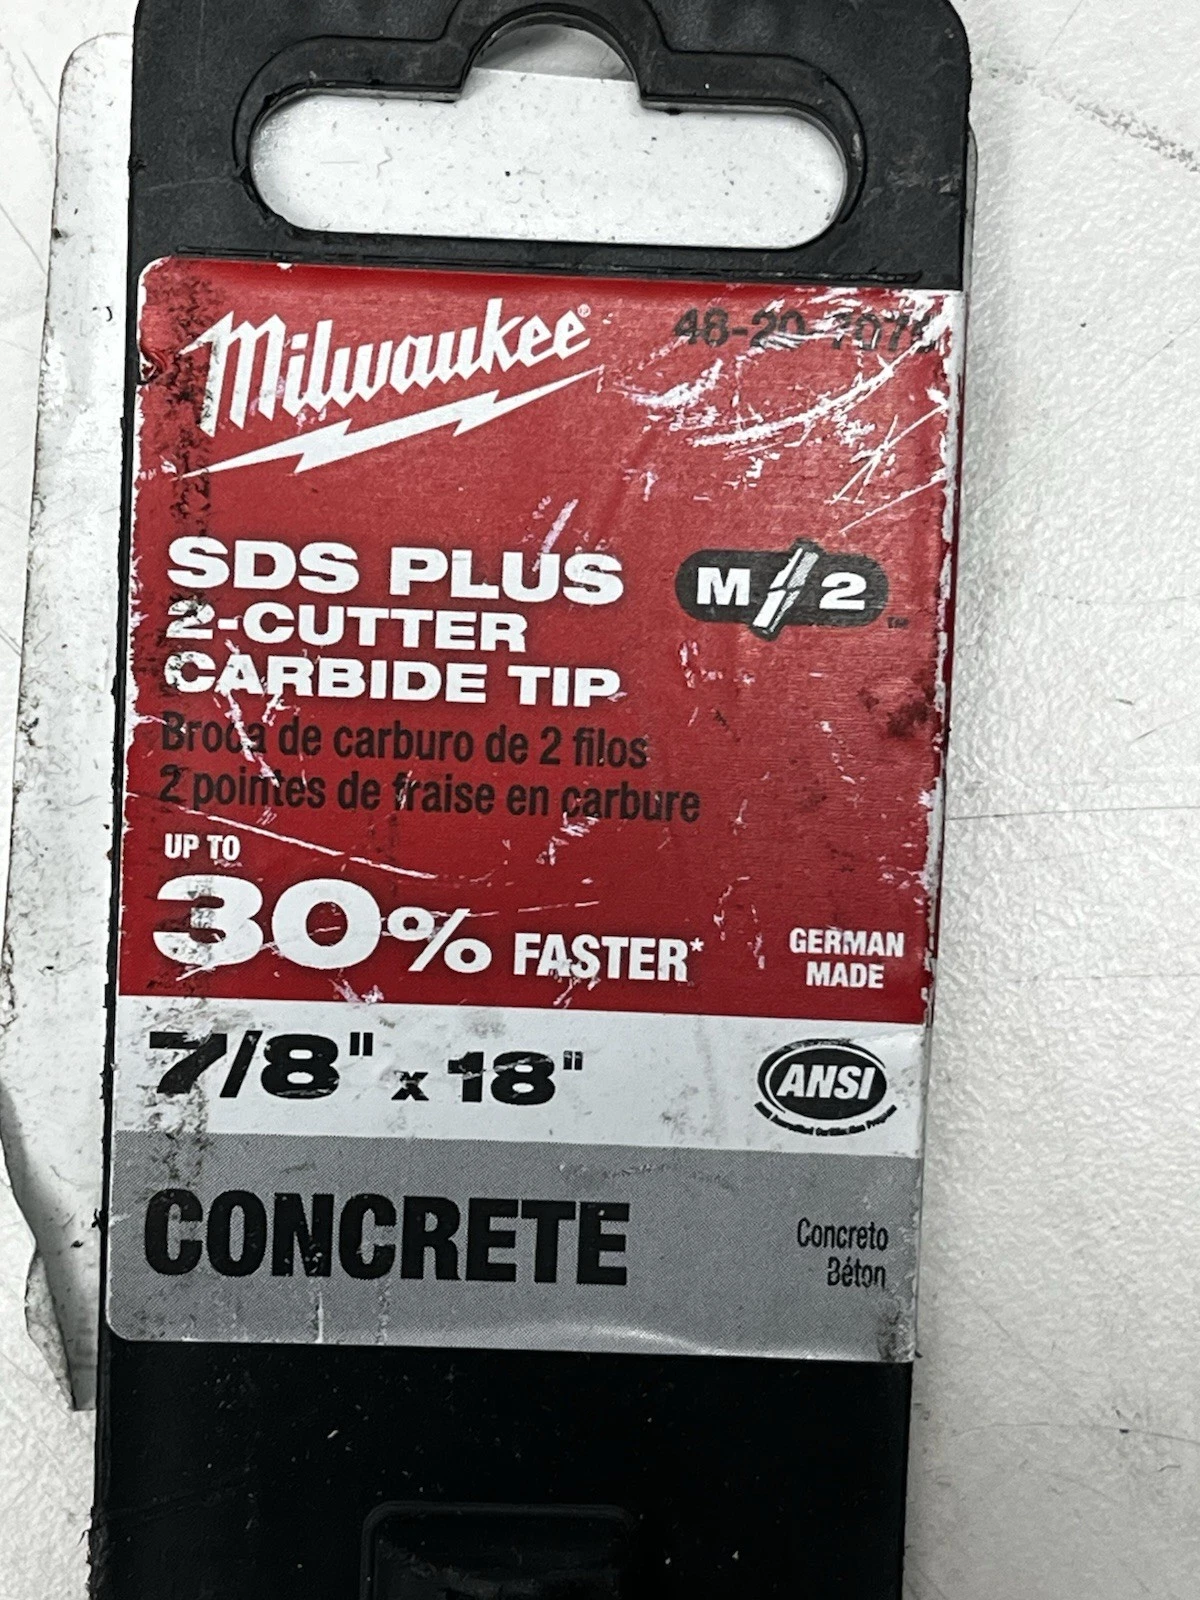 Milwaukee®
SDS PLUS
M 2™
2-CUTTER
CARBIDE TIP
Broca de carburo de 2 filos
2 pointes de fraise en carbure
UP TO
30% FASTER*
GERMAN
MADE
7/8" x 18"
ANSI
CONCRETE
Concreto
Béton